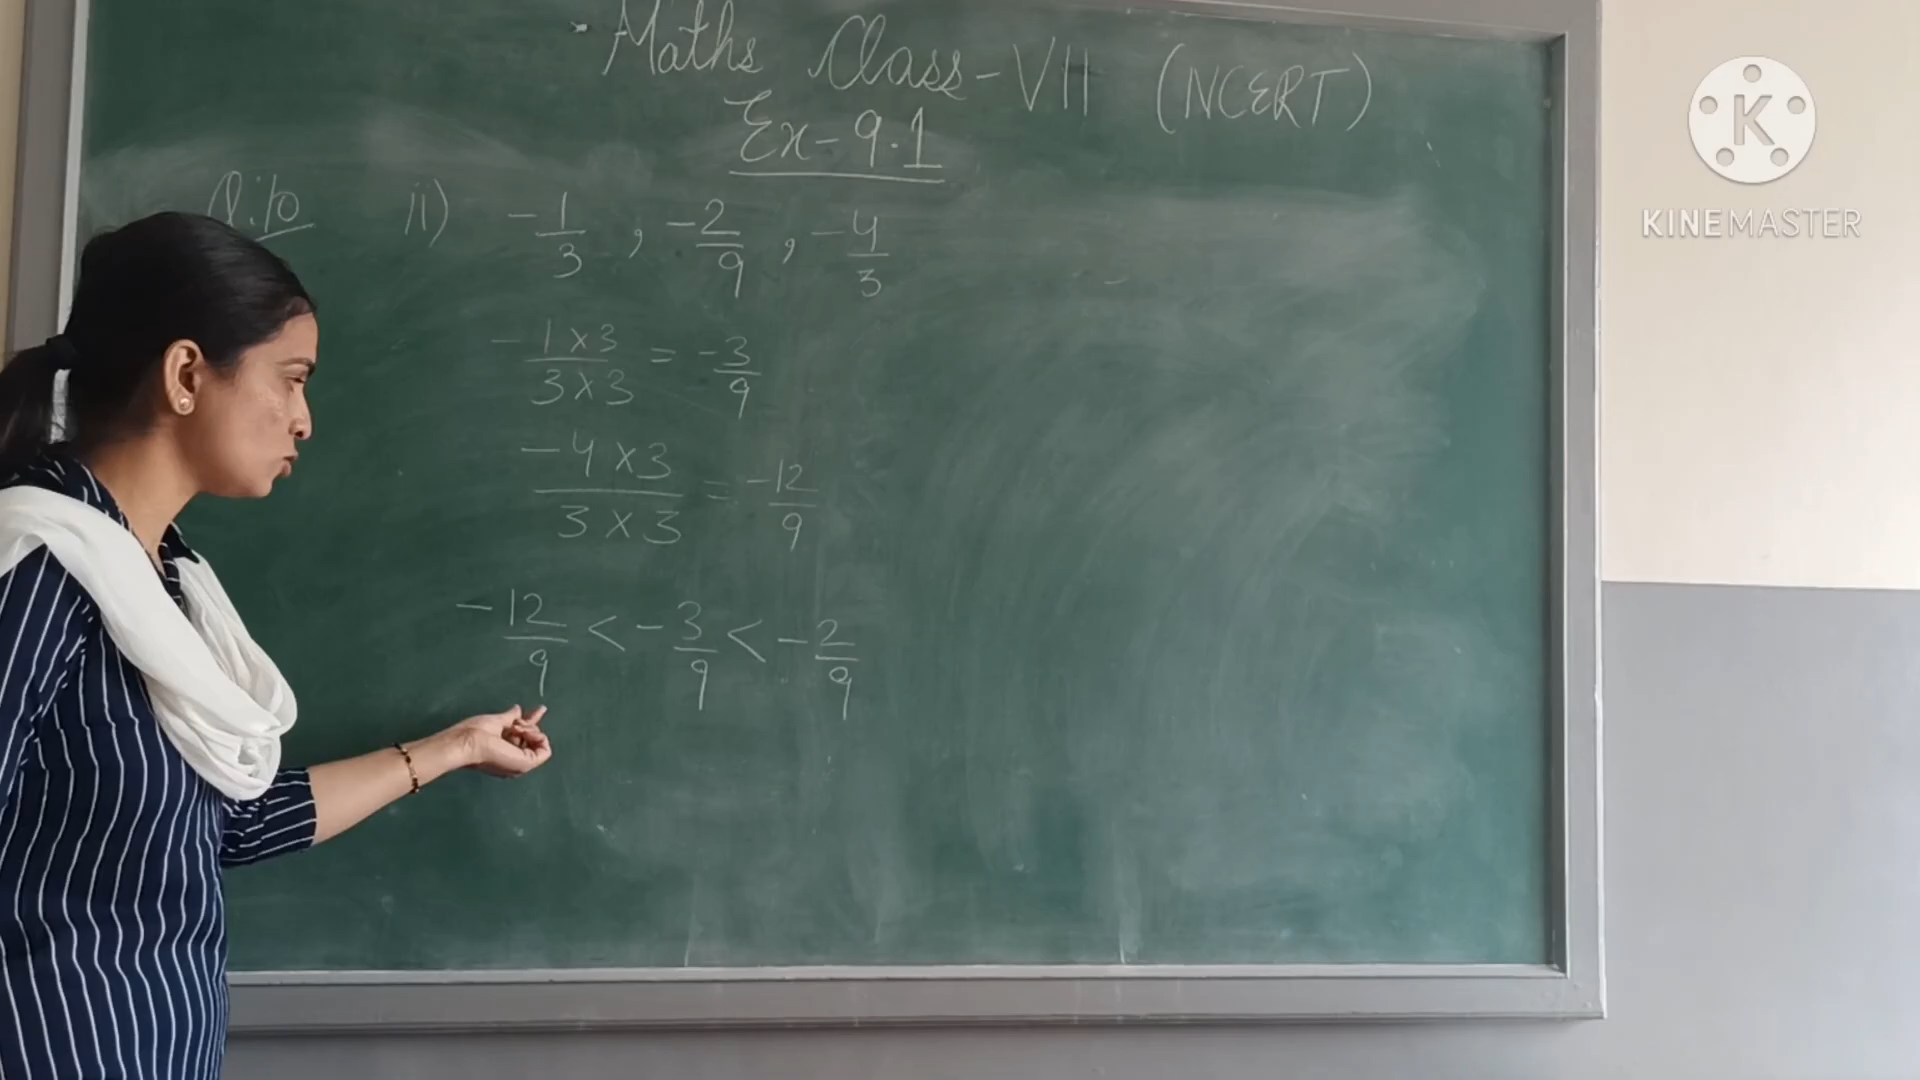 Maths Class-VII (NCERT)
Ex-9.1
Q.10 ii) -1/3 , -2/9 , -4/3
-1×3/3×3 = -3/9
-4×3/3×3 = -12/9
-12/9 < -3/9 < -2/9
K
KINEMASTER